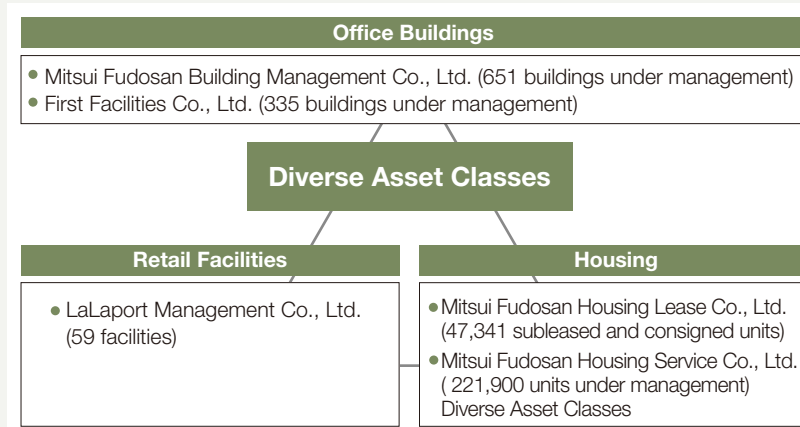 Office Buildings
• Mitsui Fudosan Building Management Co., Ltd. (651 buildings under management)
• First Facilities Co., Ltd. (335 buildings under management)
Diverse Asset Classes
Retail Facilities
• LaLaport Management Co., Ltd.
(59 facilities)
Housing
• Mitsui Fudosan Housing Lease Co., Ltd.
(47,341 subleased and consigned units)
• Mitsui Fudosan Housing Service Co., Ltd.
( 221,900 units under management)
Diverse Asset Classes